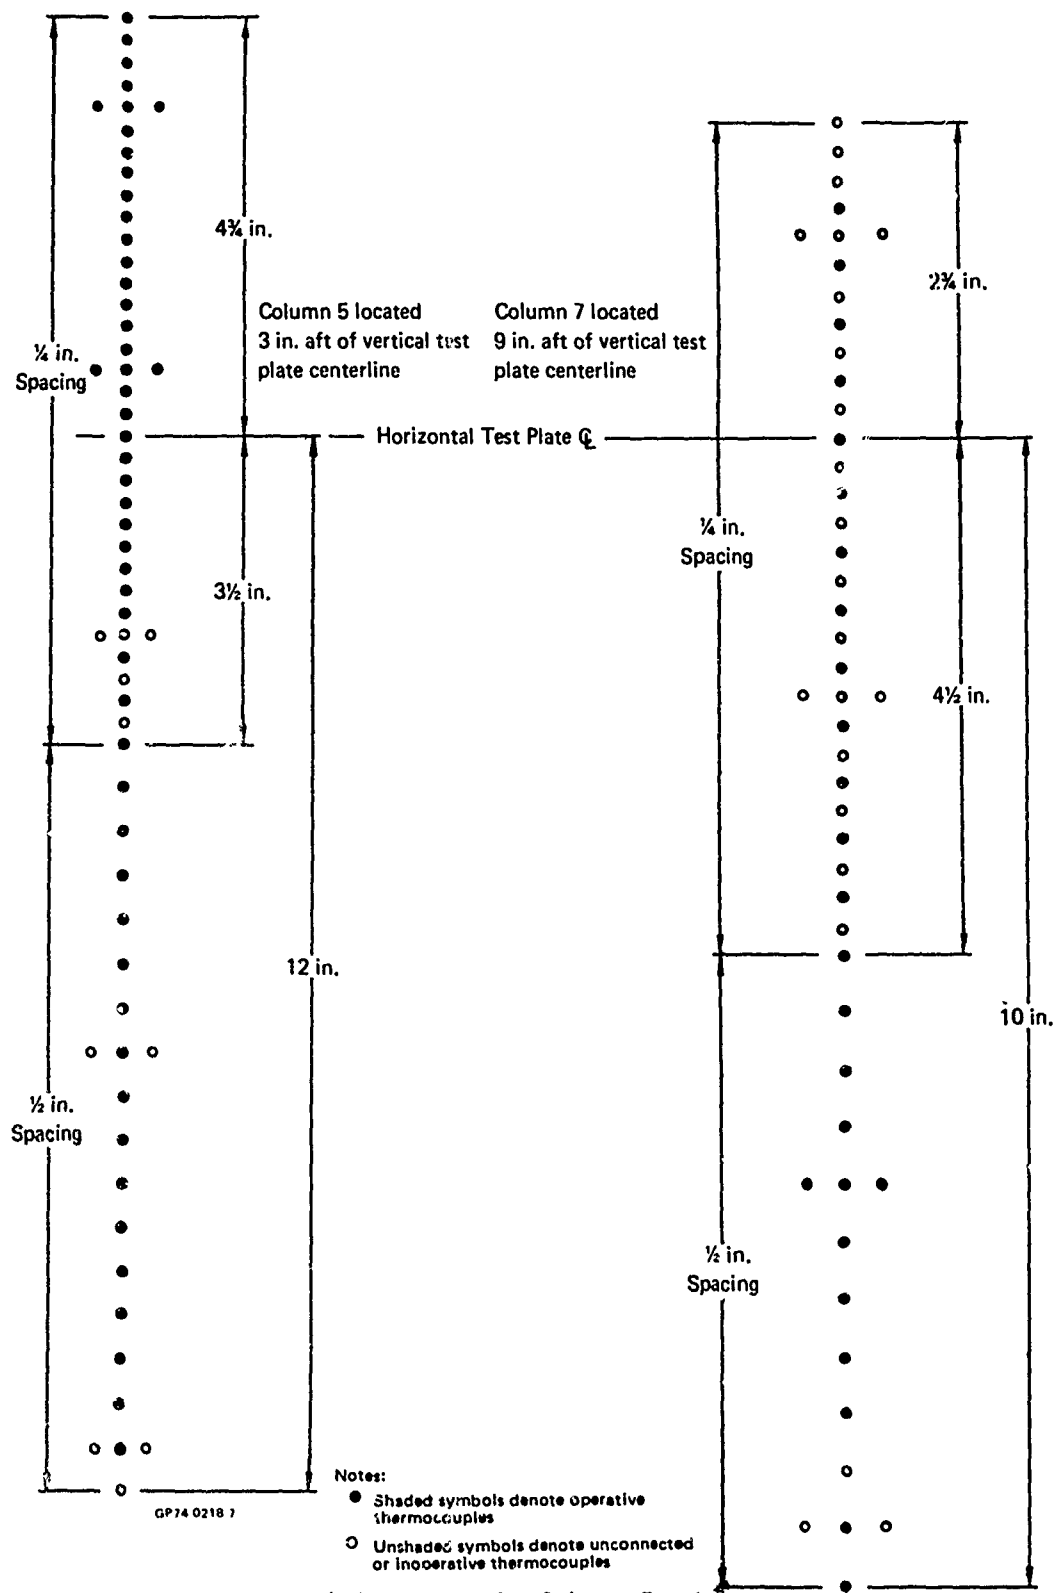 4¾ in.
2¾ in.
Column 5 located
3 in. aft of vertical test
plate centerline
Column 7 located
9 in. aft of vertical test
plate centerline
¼ in.
Spacing
Horizontal Test Plate ℄
¼ in.
Spacing
3½ in.
4½ in.
12 in.
10 in.
½ in.
Spacing
½ in.
Spacing
Notes:
Shaded symbols denote operative
thermocouples
Unshaded symbols denote unconnected
or inoperative thermocouples
GP74 0218 7